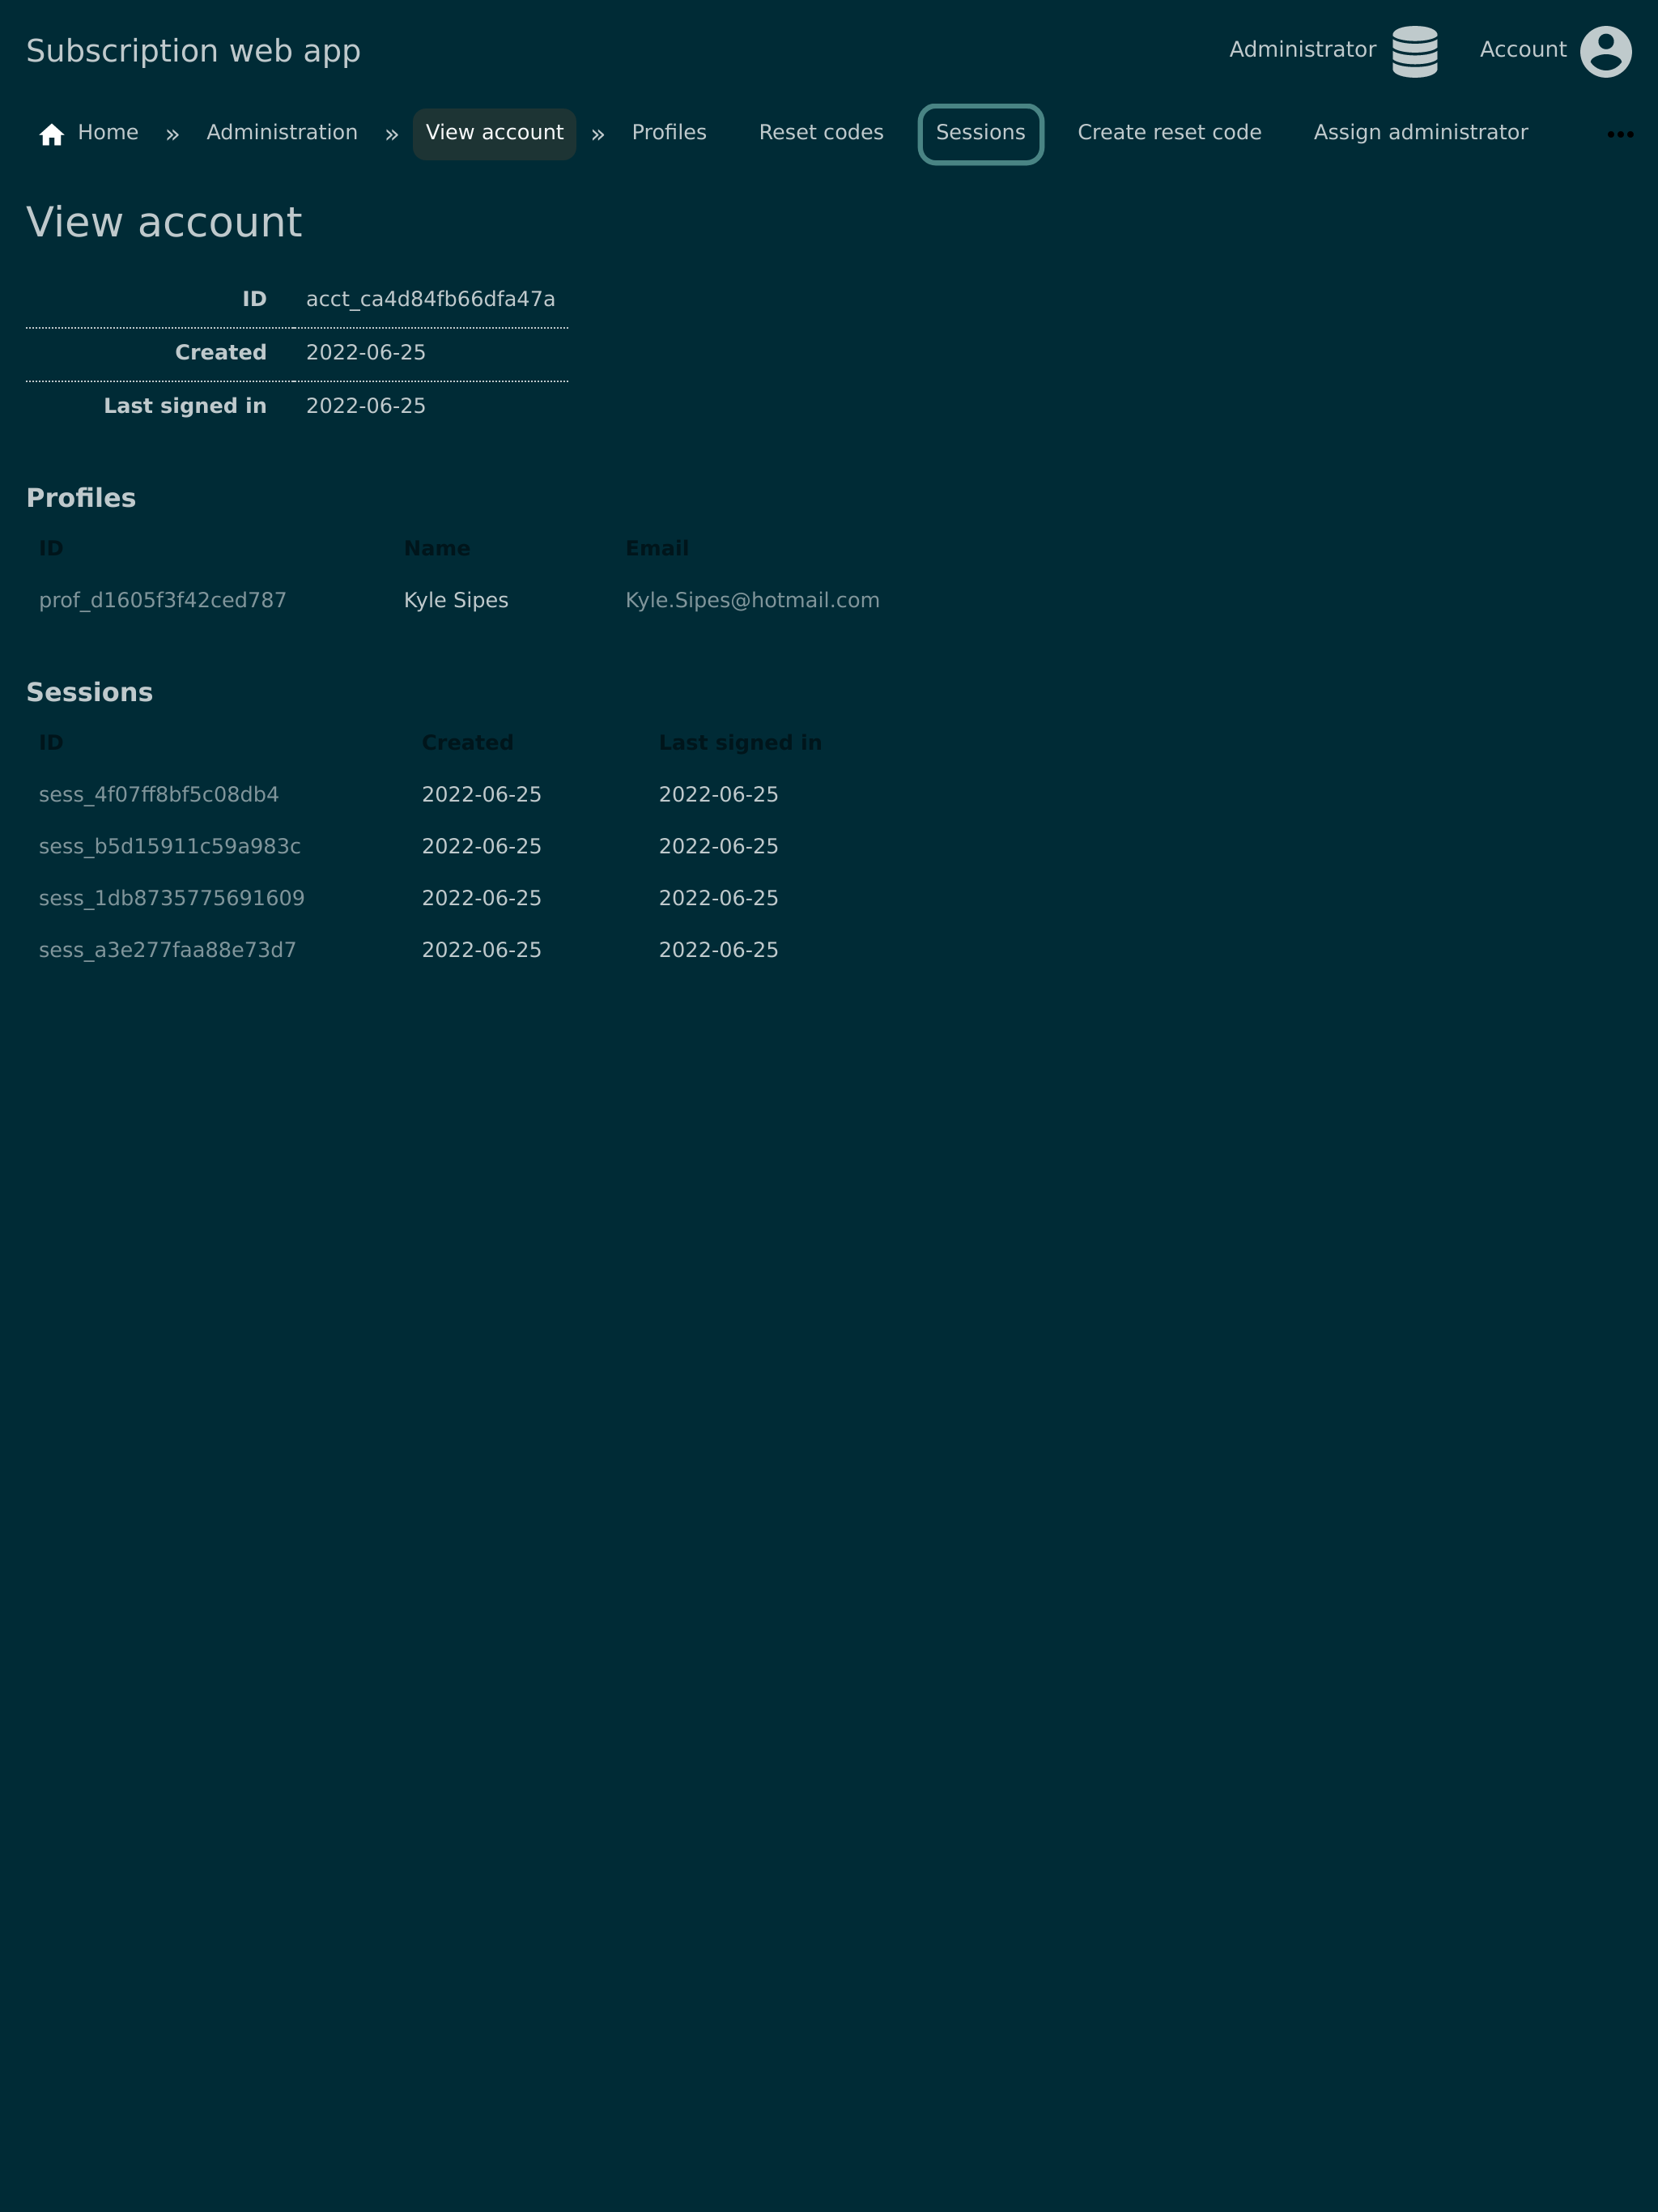 Subscription web app Administrator Account
Home » Administration » View account » Profiles Reset codes Sessions Create reset code Assign administrator •••
View account
ID acct_ca4d84fb66dfa47a
Created 2022-06-25
Last signed in 2022-06-25
Profiles
ID Name Email
prof_d1605f3f42ced787 Kyle Sipes Kyle.Sipes@hotmail.com
Sessions
ID Created Last signed in
sess_4f07ff8bf5c08db4 2022-06-25 2022-06-25
sess_b5d15911c59a983c 2022-06-25 2022-06-25
sess_1db8735775691609 2022-06-25 2022-06-25
sess_a3e277faa88e73d7 2022-06-25 2022-06-25